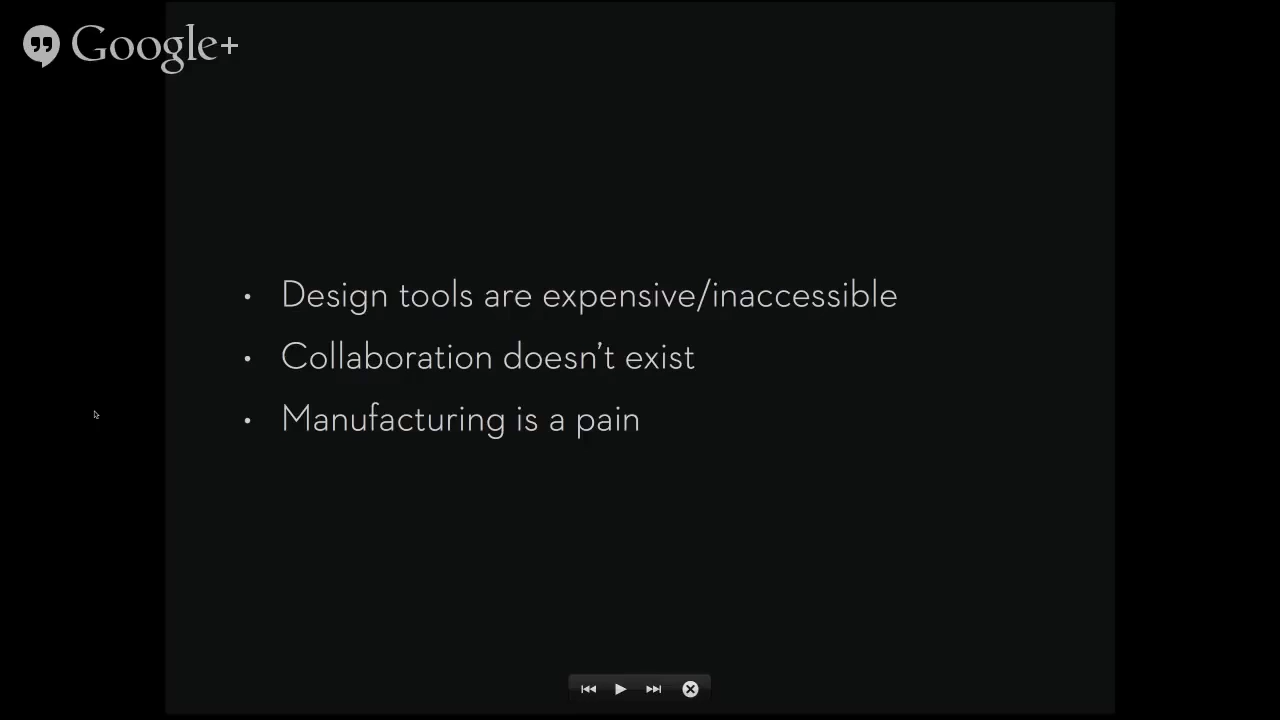 Google+
• Design tools are expensive/inaccessible
• Collaboration doesn’t exist
• Manufacturing is a pain